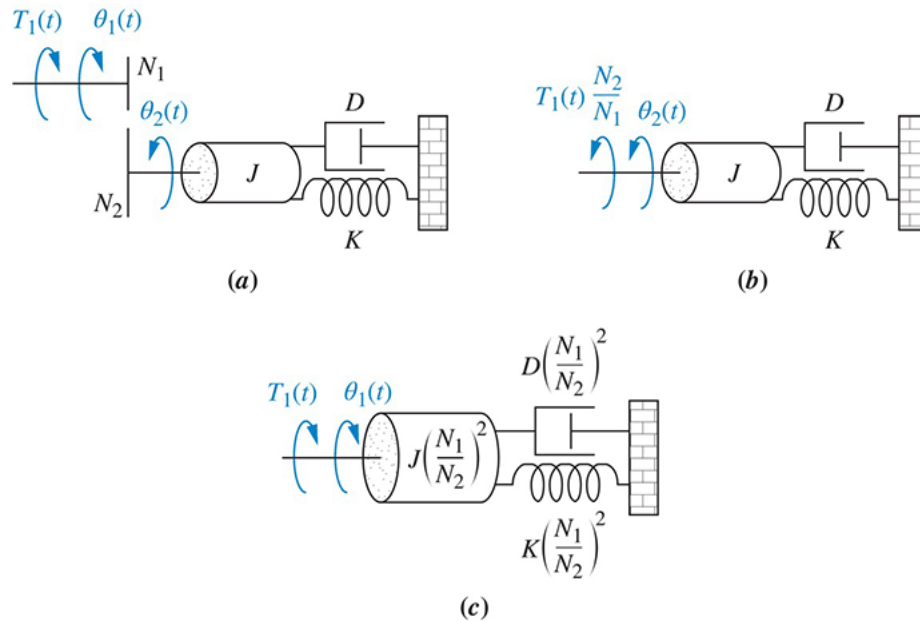 T₁(t) θ₁(t)
N₁
θ₂(t)
N₂
J
D
K
(a)
T₁(t) N₂/N₁ θ₂(t)
J
D
K
(b)
T₁(t) θ₁(t)
J(N₁/N₂)²
D(N₁/N₂)²
K(N₁/N₂)²
(c)